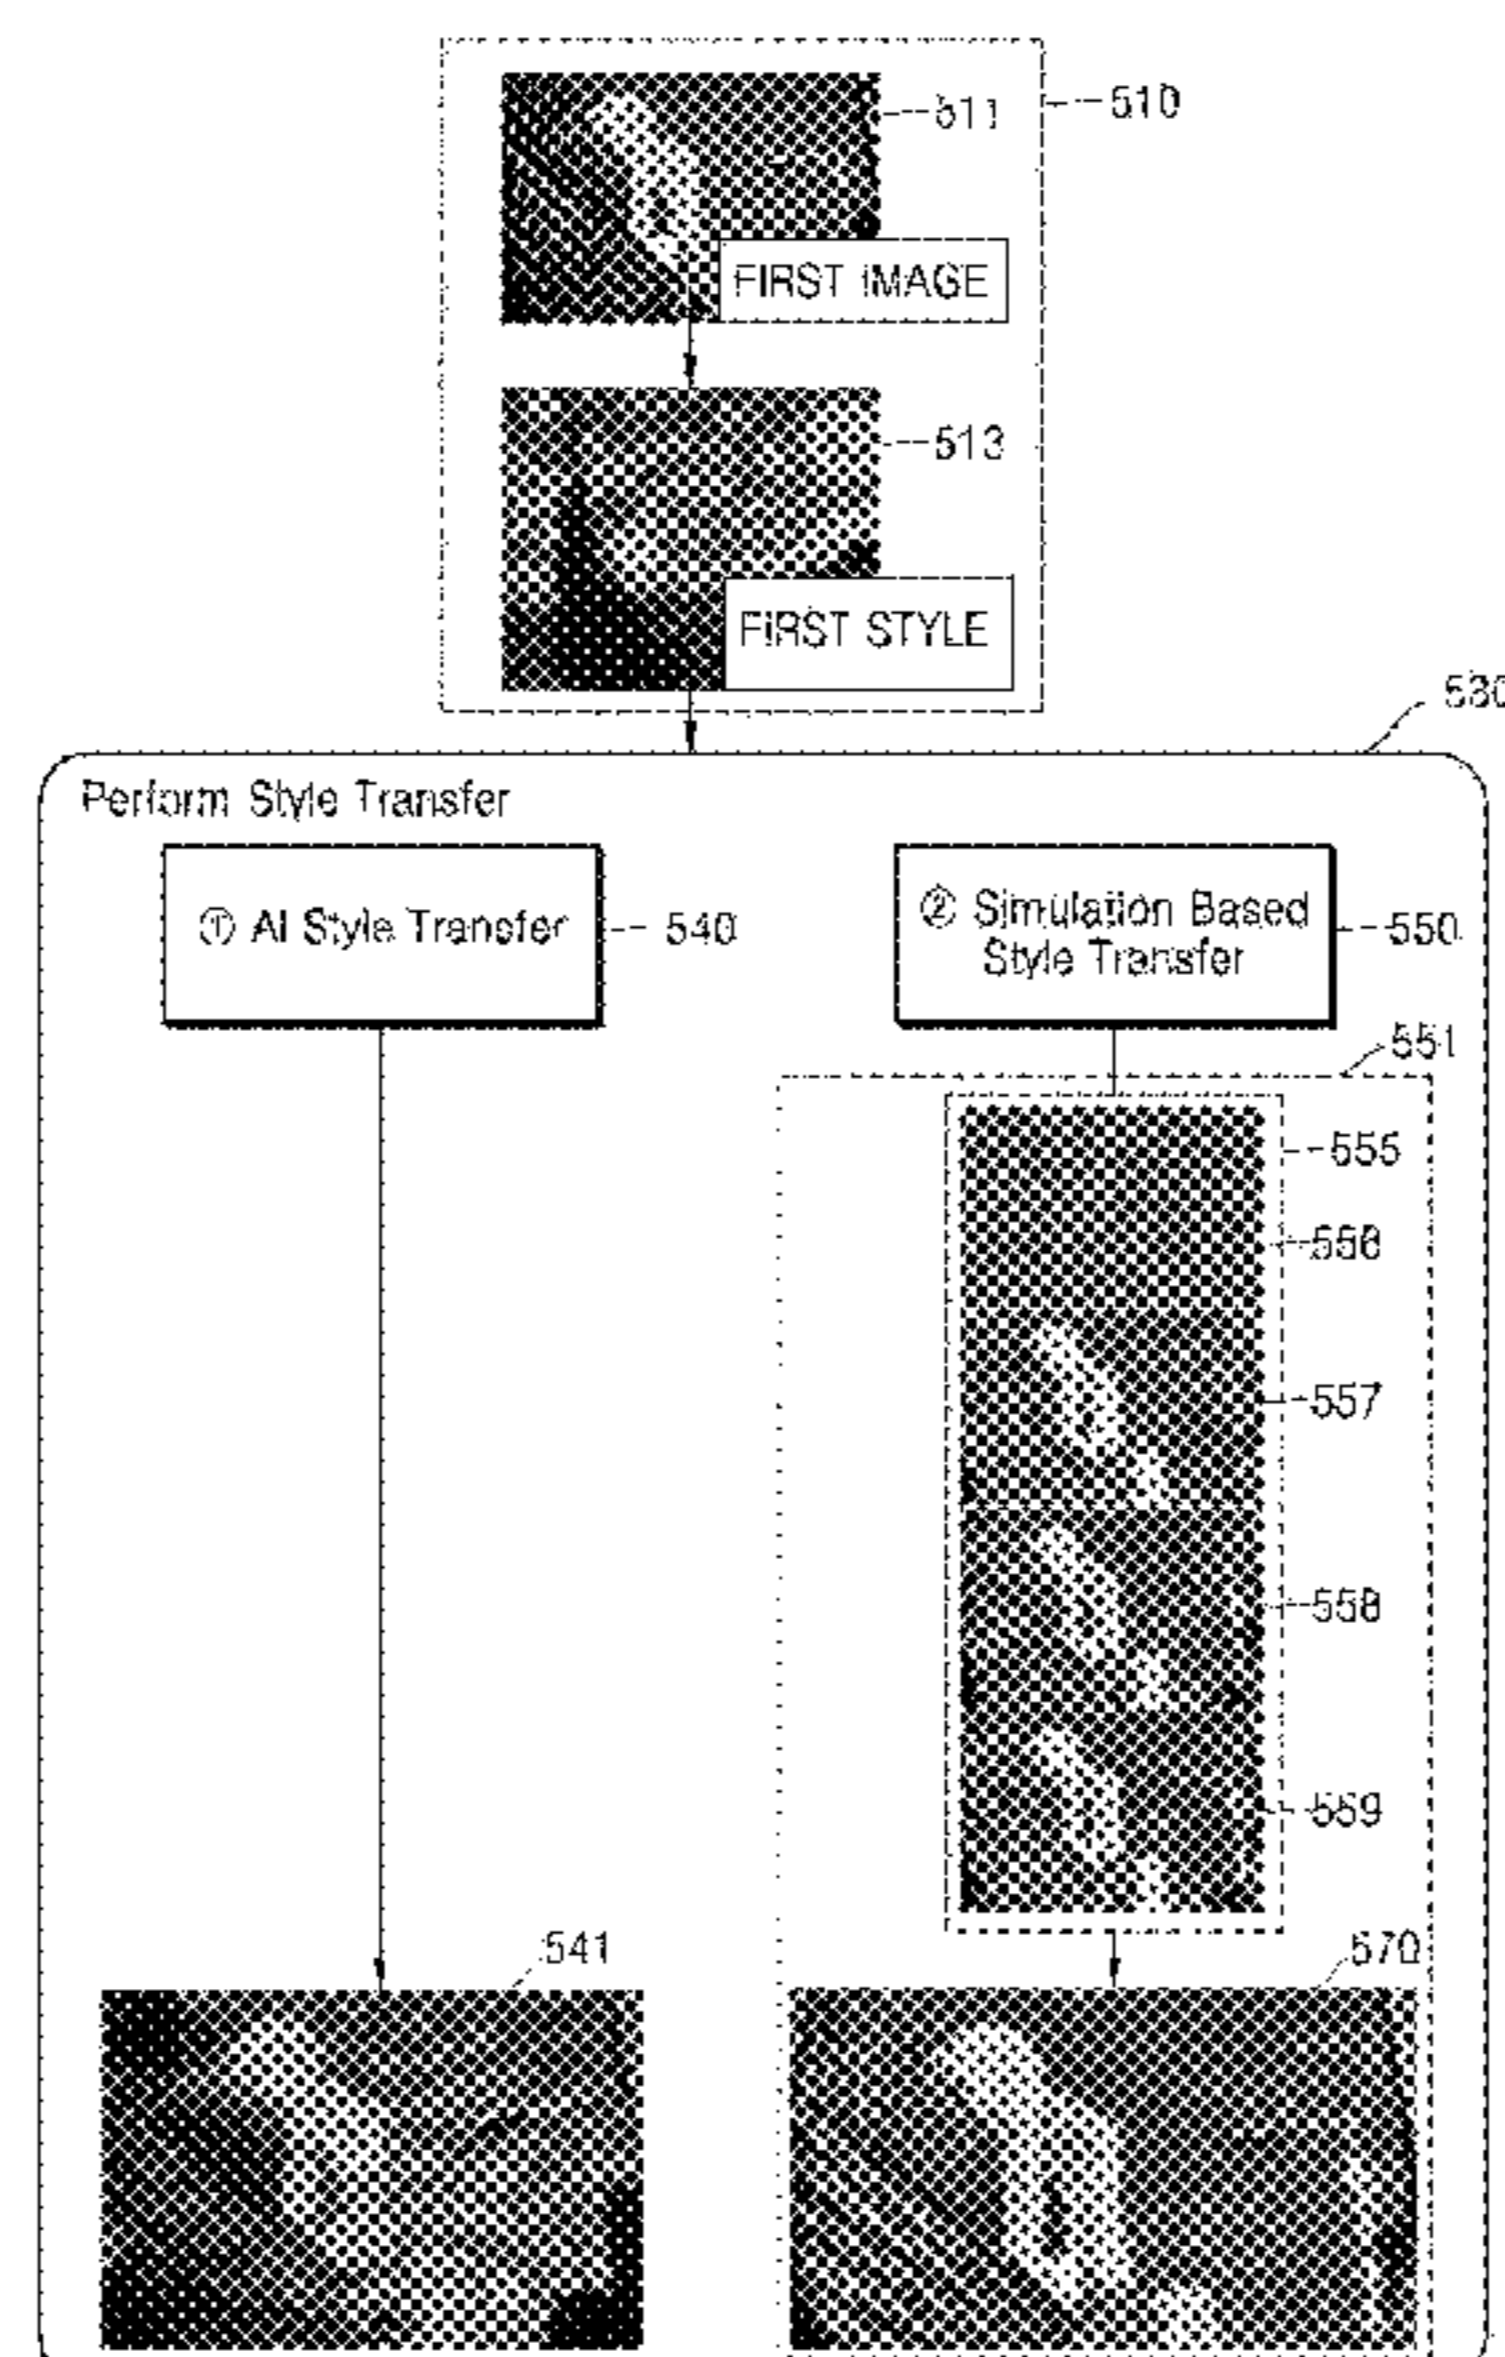 511
510
FIRST IMAGE
513
FIRST STYLE
530
Perform Style Transfer
① AI Style Transfer
540
② Simulation Based
Style Transfer
550
551
555
556
557
558
559
541
570